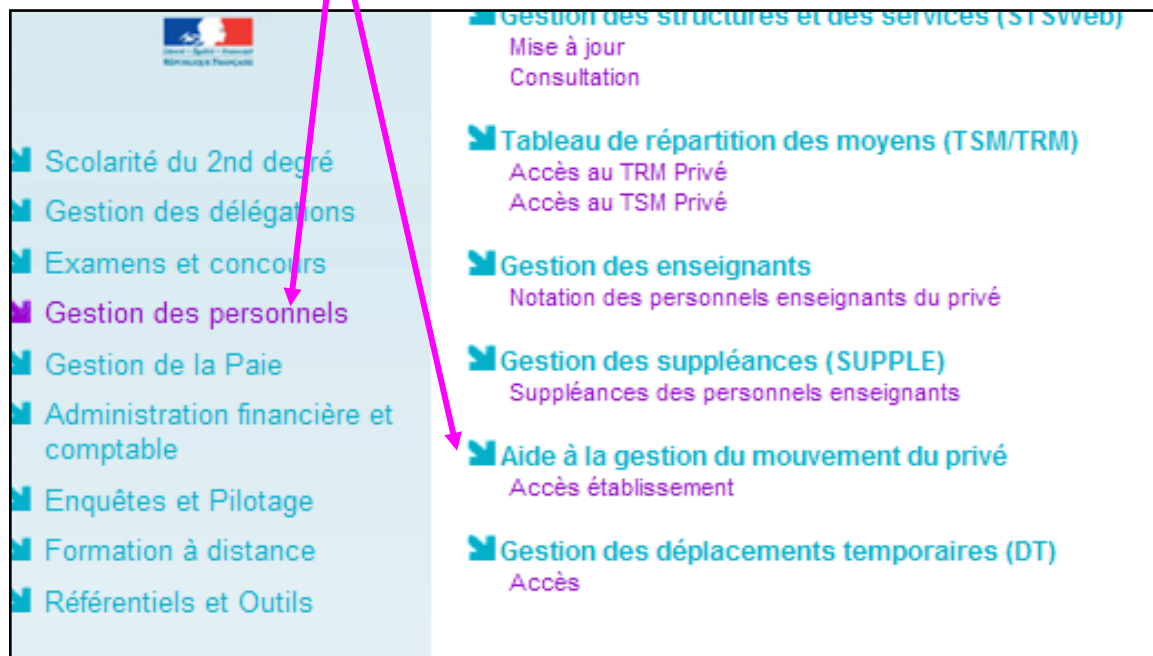 RÉPUBLIQUE FRANÇAISE
Scolarité du 2nd degré
Gestion des délégations
Examens et concours
Gestion des personnels
Gestion de la Paie
Administration financière et
comptable
Enquêtes et Pilotage
Formation à distance
Référentiels et Outils
Gestion des structures et des services (STSWeb)
Mise à jour
Consultation
Tableau de répartition des moyens (TSM/TRM)
Accès au TRM Privé
Accès au TSM Privé
Gestion des enseignants
Notation des personnels enseignants du privé
Gestion des suppléances (SUPPLE)
Suppléances des personnels enseignants
Aide à la gestion du mouvement du privé
Accès établissement
Gestion des déplacements temporaires (DT)
Accès